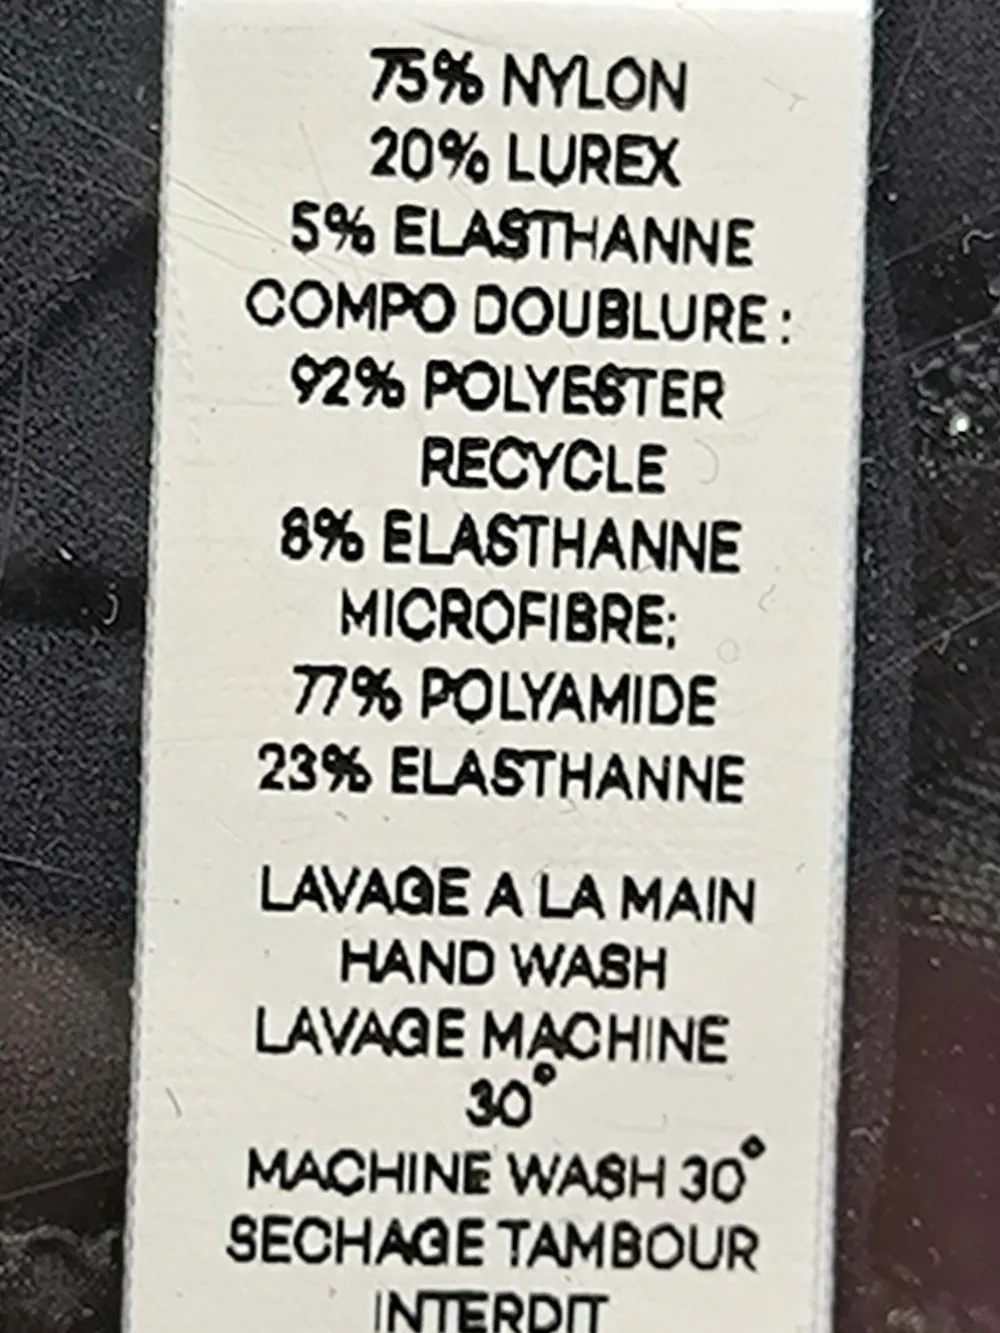 75% NYLON
20% LUREX
5% ELASTHANNE
COMPO DOUBLURE :
92% POLYESTER
RECYCLE
8% ELASTHANNE
MICROFIBRE:
77% POLYAMIDE
23% ELASTHANNE
LAVAGE A LA MAIN
HAND WASH
LAVAGE MACHINE
30°
MACHINE WASH 30°
SECHAGE TAMBOUR
INTERDIT